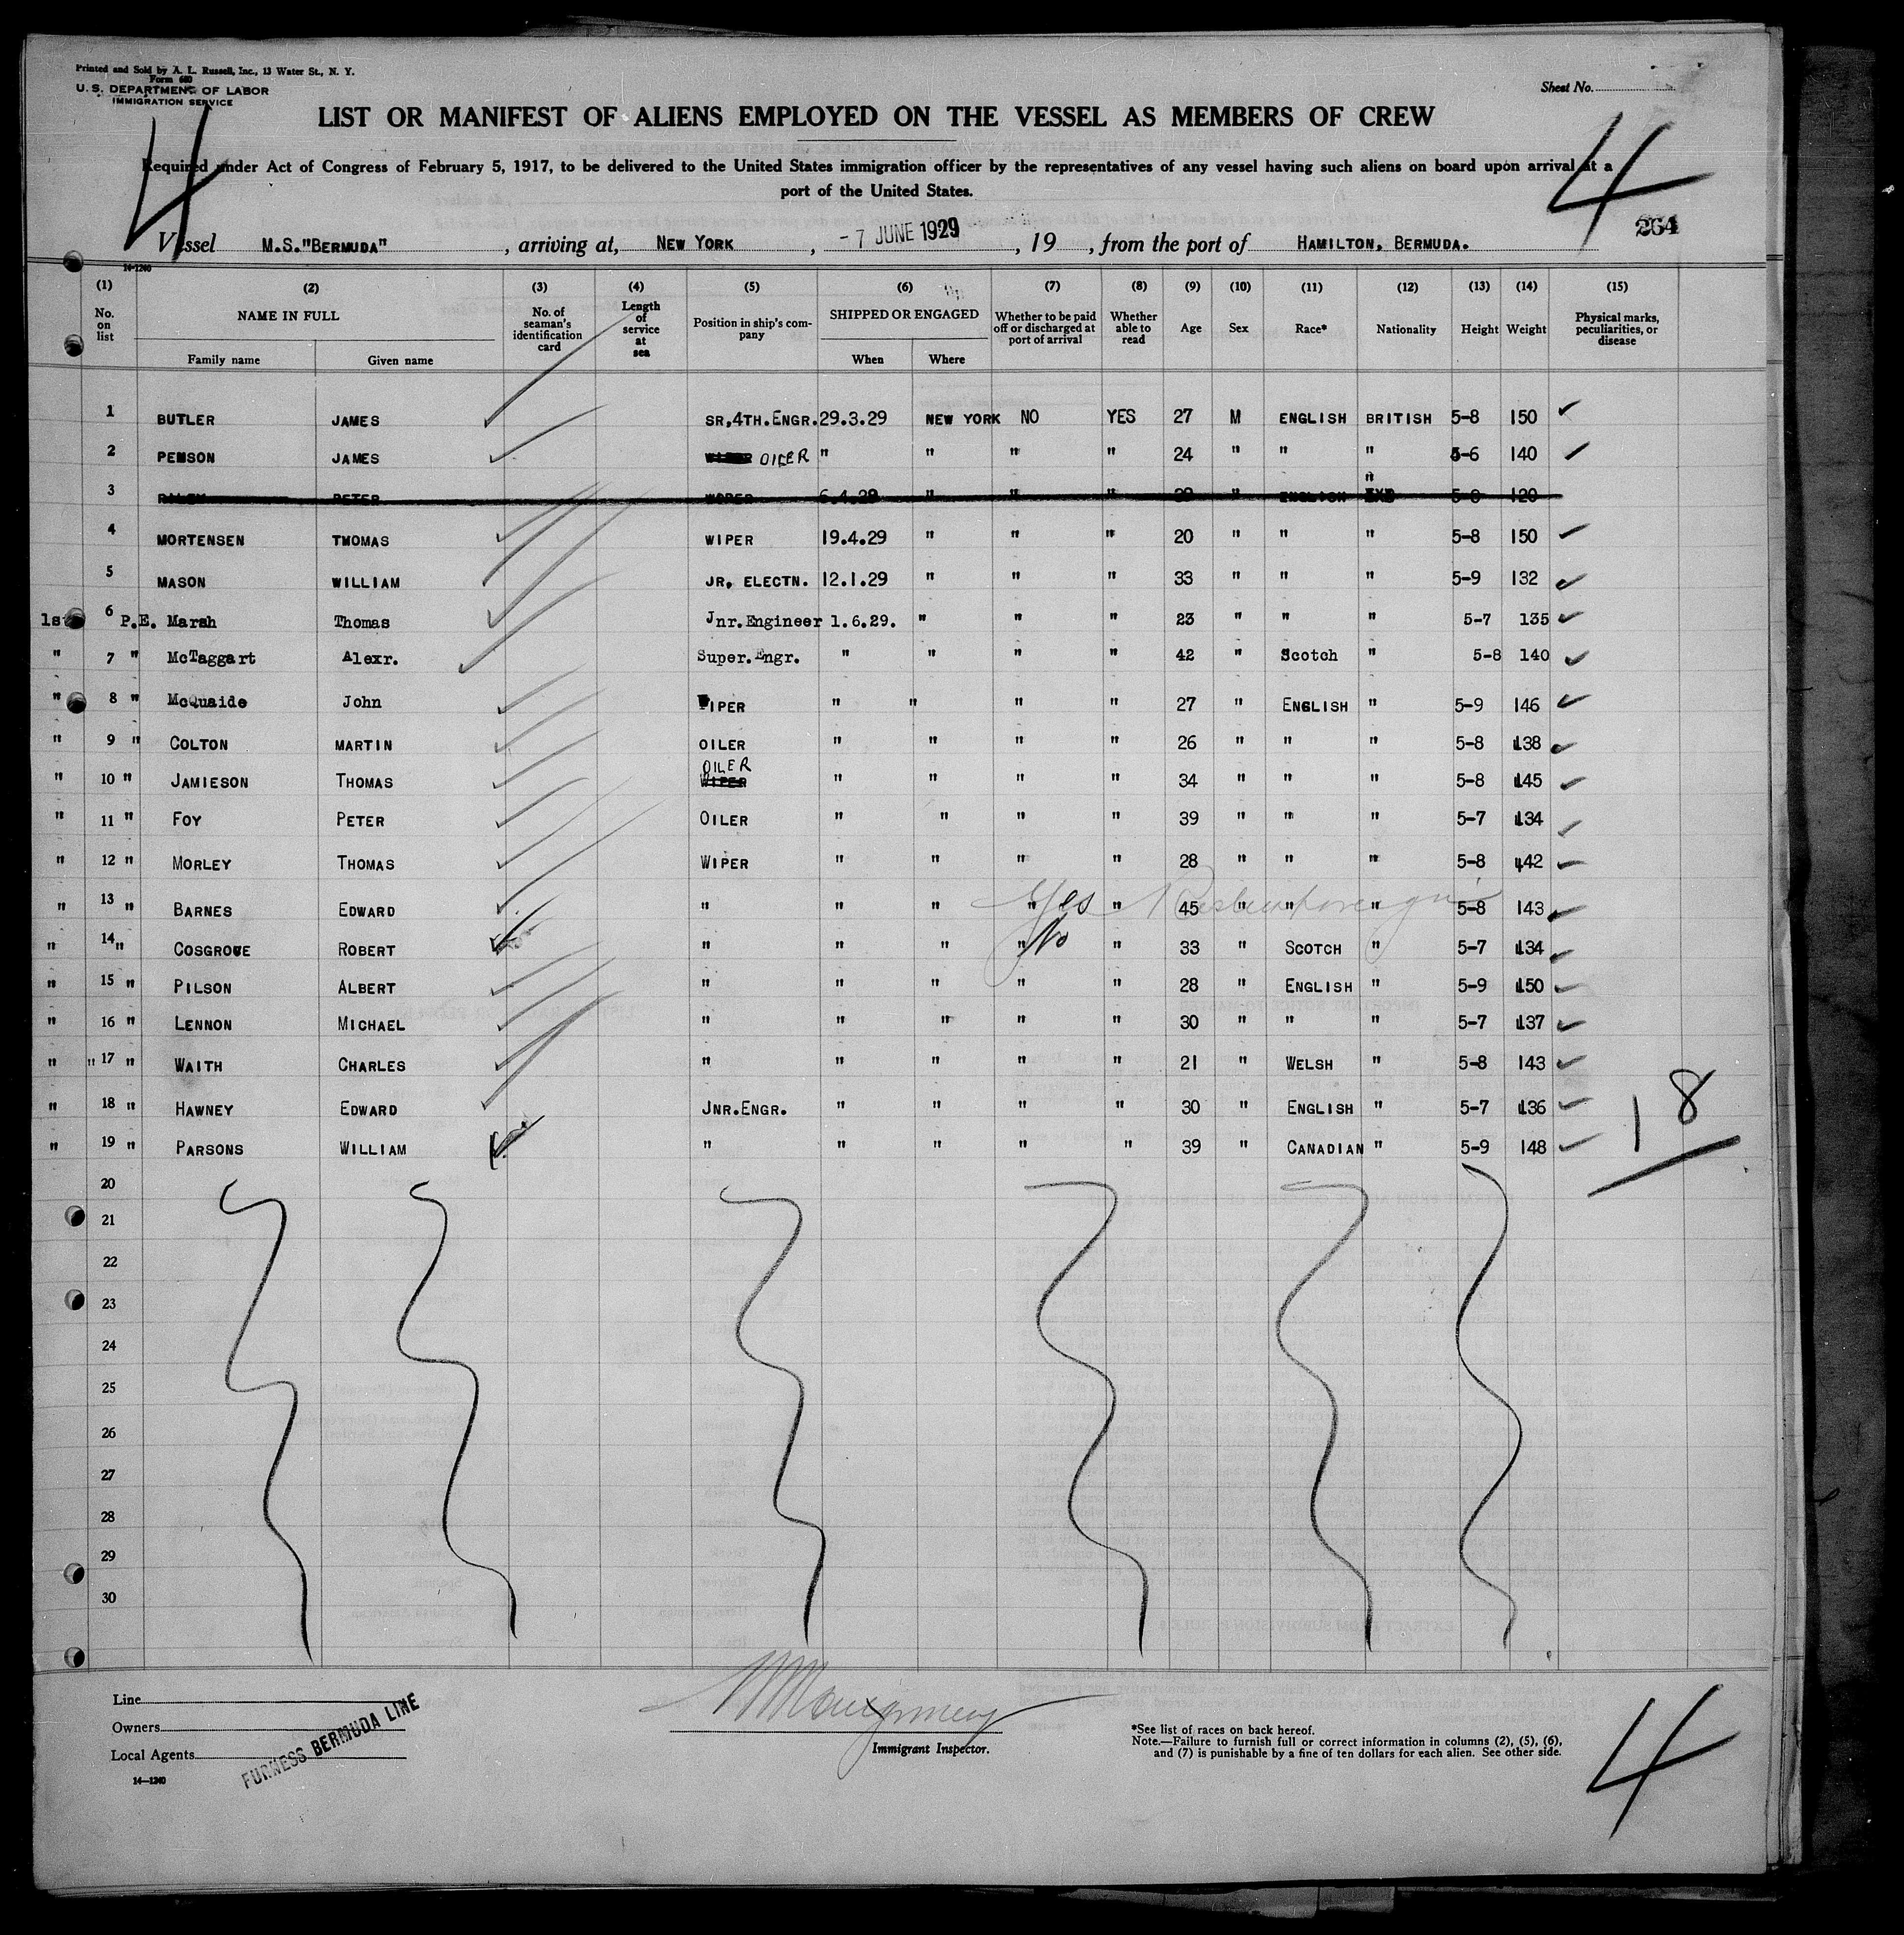 Printed and Sold by A. L. Russell, Inc., 13 Water St., N. Y.
Form 680
U. S. DEPARTMENT OF LABOR
IMMIGRATION SERVICE
Sheet No.
LIST OR MANIFEST OF ALIENS EMPLOYED ON THE VESSEL AS MEMBERS OF CREW
4 4
Required under Act of Congress of February 5, 1917, to be delivered to the United States immigration officer by the representatives of any vessel having such aliens on board upon arrival at a
port of the United States.
264
Vessel M.S."BERMUDA" , arriving at, NEW YORK , -7 JUNE 1929 , 19 , from the port of HAMILTON, BERMUDA.
14-1240
(1) (2) (3) (4) (5) (6) (7) (8) (9) (10) (11) (12) (13) (14) (15)
No. on list NAME IN FULL No. of seaman's identification card Length of service at sea Position in ship's company SHIPPED OR ENGAGED Whether to be paid off or discharged at port of arrival Whether able to read Age Sex Race* Nationality Height Weight Physical marks, peculiarities, or disease
Family name Given name When Where
1 BUTLER JAMES SR,4TH.ENGR. 29.3.29 NEW YORK NO YES 27 M ENGLISH BRITISH 5-8 150
2 PEMSON JAMES OILER " " " " 24 " " " 5-6 140
3 RILEY PETER WOPER 6.4.29 " " " " ENGLISH " 120
4 MORTENSEN TMOMAS WIPER 19.4.29 " " " 20 " " " 5-8 150
5 MASON WILLIAM JR, ELECTN. 12.1.29 " " " 33 " " " 5-9 132
1st 6 P.E. Marsh Thomas Jnr.Engineer 1.6.29. " " " 23 " " " 5-7 135
" 7 " McTaggart Alexr. Super.Engr. " " " " 42 " Scotch " 5-8 140
" 8 " McQuaide John WIPER " " " " 27 " ENGLISH " 5-9 146
" 9 " COLTON MARTIN OILER " " " " 26 " " " 5-8 138
" 10 " JAMIESON THOMAS OILER WIPER " " " " 34 " " " 5-8 145
" 11 " FOY PETER OILER " " " " 39 " " " 5-7 134
" 12 " MORLEY THOMAS WIPER " " " " 28 " " " 5-8 142
" 13 " BARNES EDWARD " " " " Yes " 45 " " " 5-8 143
" 14 " COSGROVE ROBERT " " " " No " 33 " SCOTCH " 5-7 134
" 15 " PILSON ALBERT " " " " " 28 " ENGLISH " 5-9 150
" 16 " LENNON MICHAEL " " " " " 30 " " " 5-7 137
" " 17 " WAITH CHARLES " " " " " 21 " WELSH " 5-8 143
" 18 " HAWNEY EDWARD JNR.ENGR. " " " " 30 " ENGLISH " 5-7 136
" 19 " PARSONS WILLIAM " " " " " 39 " CANADIAN " 5-9 148
18
20
21
22
23
24
25
26
27
28
29
30
Line
Owners
Local Agents
FURNESS BERMUDA LINE
14-1240
Montgomery
Immigrant Inspector.
*See list of races on back hereof.
Note.—Failure to furnish full or correct information in columns (2), (5), (6),
and (7) is punishable by a fine of ten dollars for each alien. See other side.
4